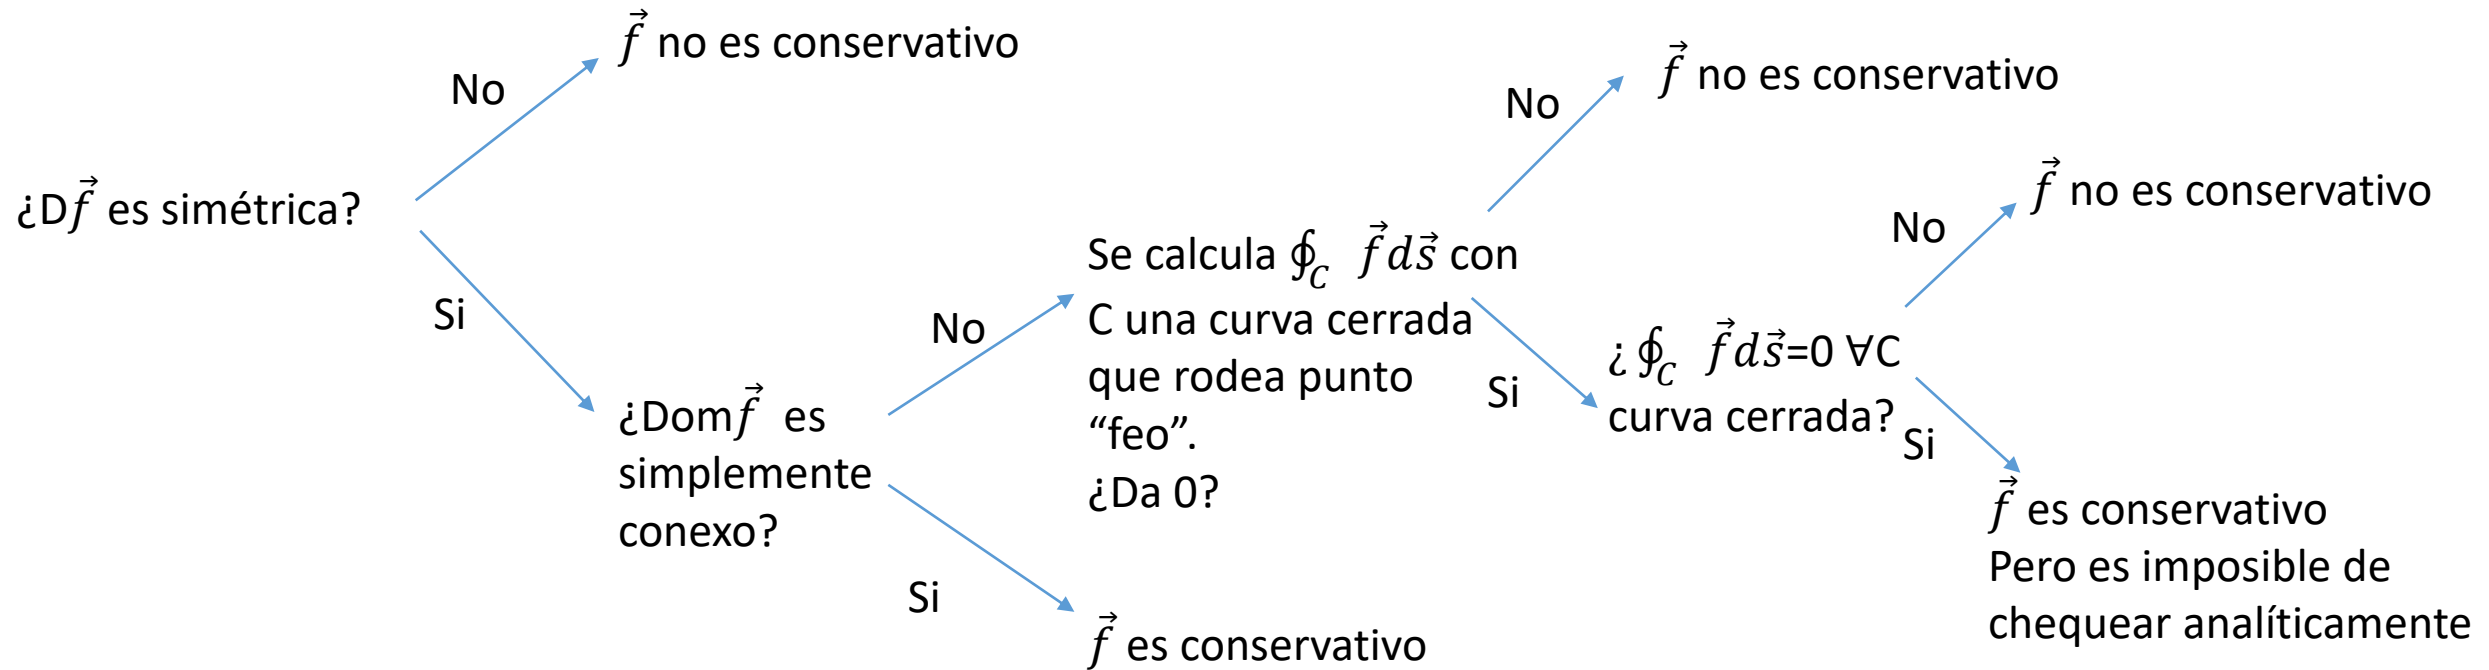 ¿D𝑓⃗ es simétrica?
No
𝑓⃗ no es conservativo
Si
¿Dom𝑓⃗ es
simplemente
conexo?
No
Se calcula ∮_C 𝑓⃗ 𝑑𝑠⃗ con
C una curva cerrada
que rodea punto
“feo”.
¿Da 0?
Si
𝑓⃗ es conservativo
No
𝑓⃗ no es conservativo
Si
¿ ∮_C 𝑓⃗ 𝑑𝑠⃗=0 ∀C
curva cerrada?
No
𝑓⃗ no es conservativo
Si
𝑓⃗ es conservativo
Pero es imposible de
chequear analíticamente